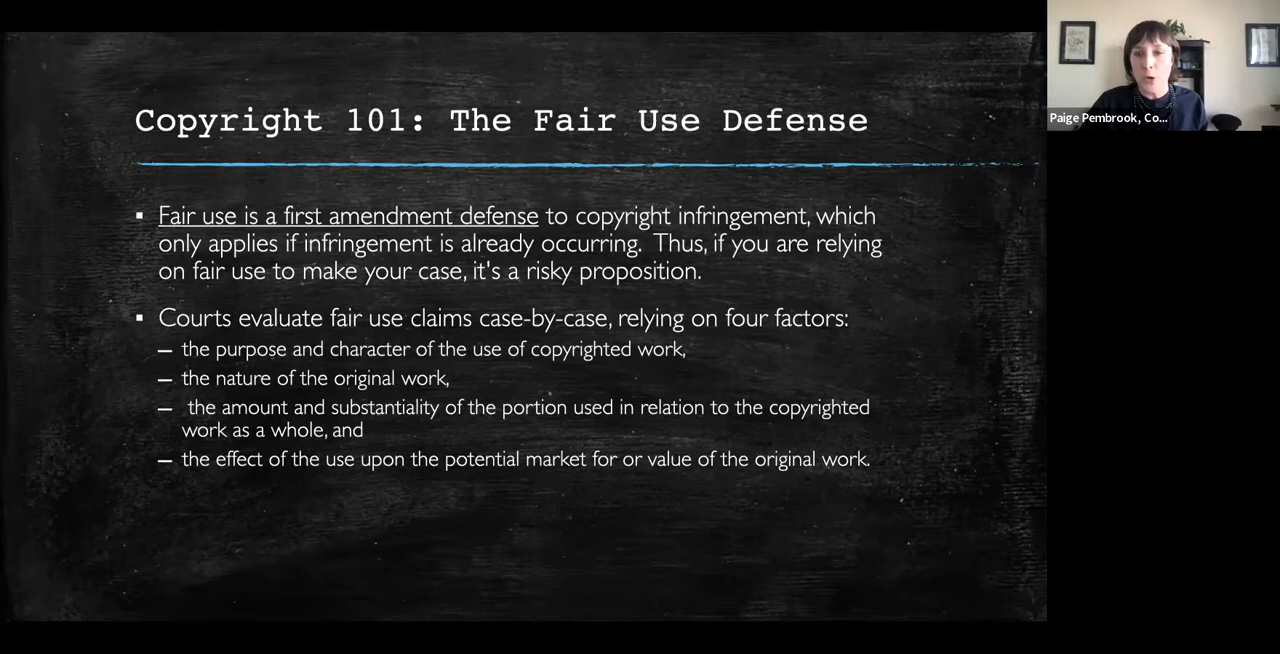 Copyright 101: The Fair Use Defense
▪ Fair use is a first amendment defense to copyright infringement, which
only applies if infringement is already occurring.  Thus, if you are relying
on fair use to make your case, it's a risky proposition.
▪ Courts evaluate fair use claims case-by-case, relying on four factors:
– the purpose and character of the use of copyrighted work,
– the nature of the original work,
– the amount and substantiality of the portion used in relation to the copyrighted
work as a whole, and
– the effect of the use upon the potential market for or value of the original work.
Paige Pembrook, Co...